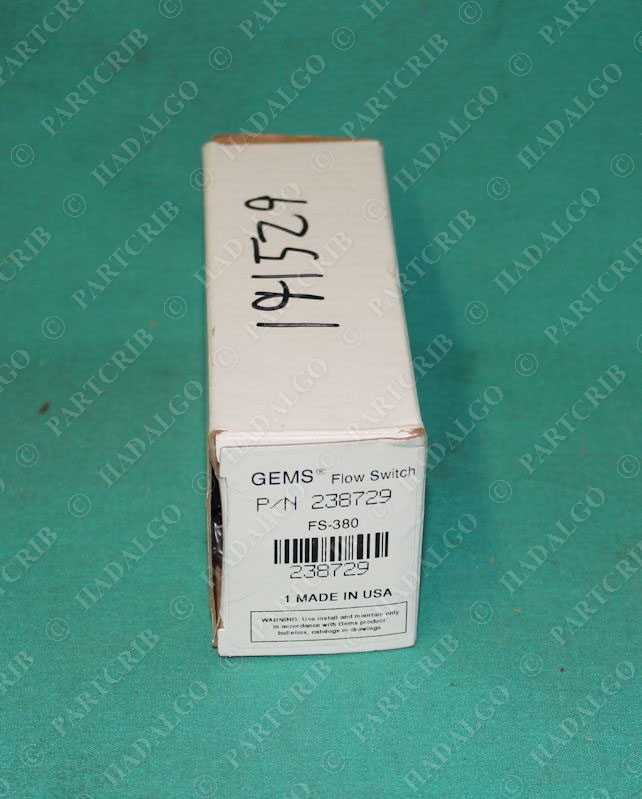 141529
GEMS® Flow Switch
P/N 238729
FS-380
238729
1 MADE IN USA
WARNING: Use install and maintain only
in accordance with Gems product
bulletins, catalogs or drawings
© HADALGO PARTCRIB